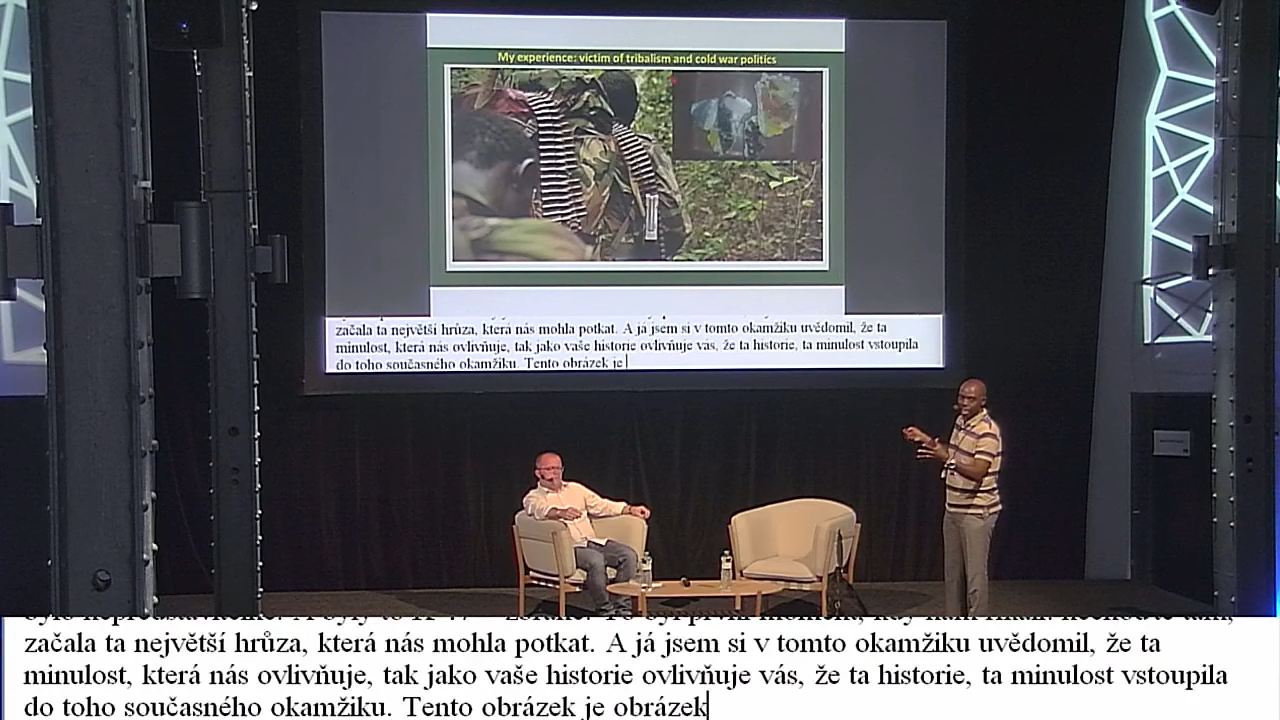 My experience: victim of tribalism and cold war politics
začala ta největší hrůza, která nás mohla potkat. A já jsem si v tomto okamžiku uvědomil, že ta
minulost, která nás ovlivňuje, tak jako vaše historie ovlivňuje vás, že ta historie, ta minulost vstoupila
do toho současného okamžiku. Tento obrázek je
začala ta největší hrůza, která nás mohla potkat. A já jsem si v tomto okamžiku uvědomil, že ta
minulost, která nás ovlivňuje, tak jako vaše historie ovlivňuje vás, že ta historie, ta minulost vstoupila
do toho současného okamžiku. Tento obrázek je obrázek